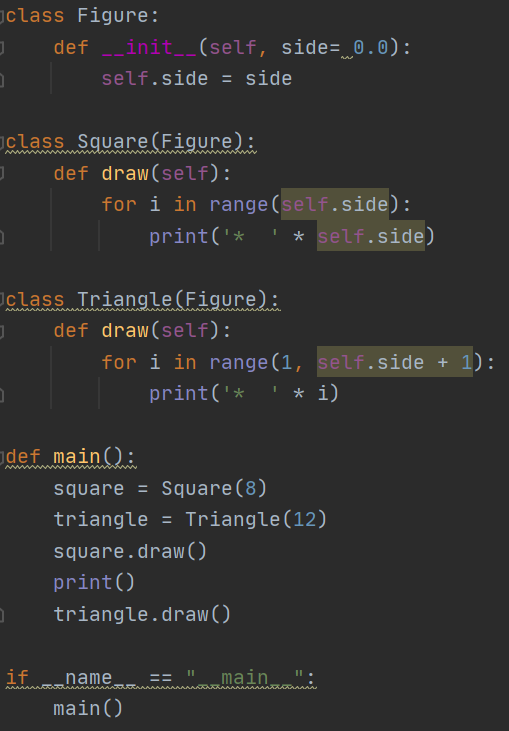 class Figure:
    def __init__(self, side= 0.0):
        self.side = side

class Square(Figure):
    def draw(self):
        for i in range(self.side):
            print('*  ' * self.side)

class Triangle(Figure):
    def draw(self):
        for i in range(1, self.side + 1):
            print('*  ' * i)

def main():
    square = Square(8)
    triangle = Triangle(12)
    square.draw()
    print()
    triangle.draw()

if __name__ == "__main__":
    main()